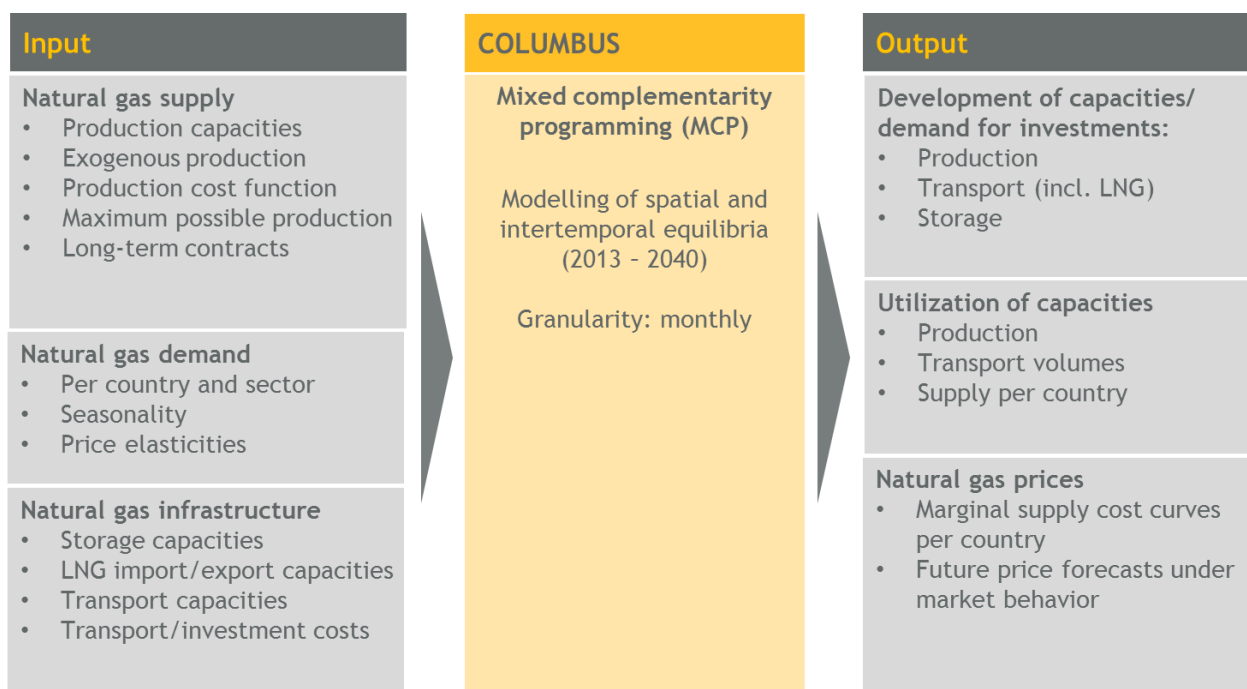 Input
Natural gas supply
• Production capacities
• Exogenous production
• Production cost function
• Maximum possible production
• Long-term contracts
Natural gas demand
• Per country and sector
• Seasonality
• Price elasticities
Natural gas infrastructure
• Storage capacities
• LNG import/export capacities
• Transport capacities
• Transport/investment costs
COLUMBUS
Mixed complementarity
programming (MCP)
Modelling of spatial and
intertemporal equilibria
(2013 – 2040)
Granularity: monthly
Output
Development of capacities/
demand for investments:
• Production
• Transport (incl. LNG)
• Storage
Utilization of capacities
• Production
• Transport volumes
• Supply per country
Natural gas prices
• Marginal supply cost curves
per country
• Future price forecasts under
market behavior